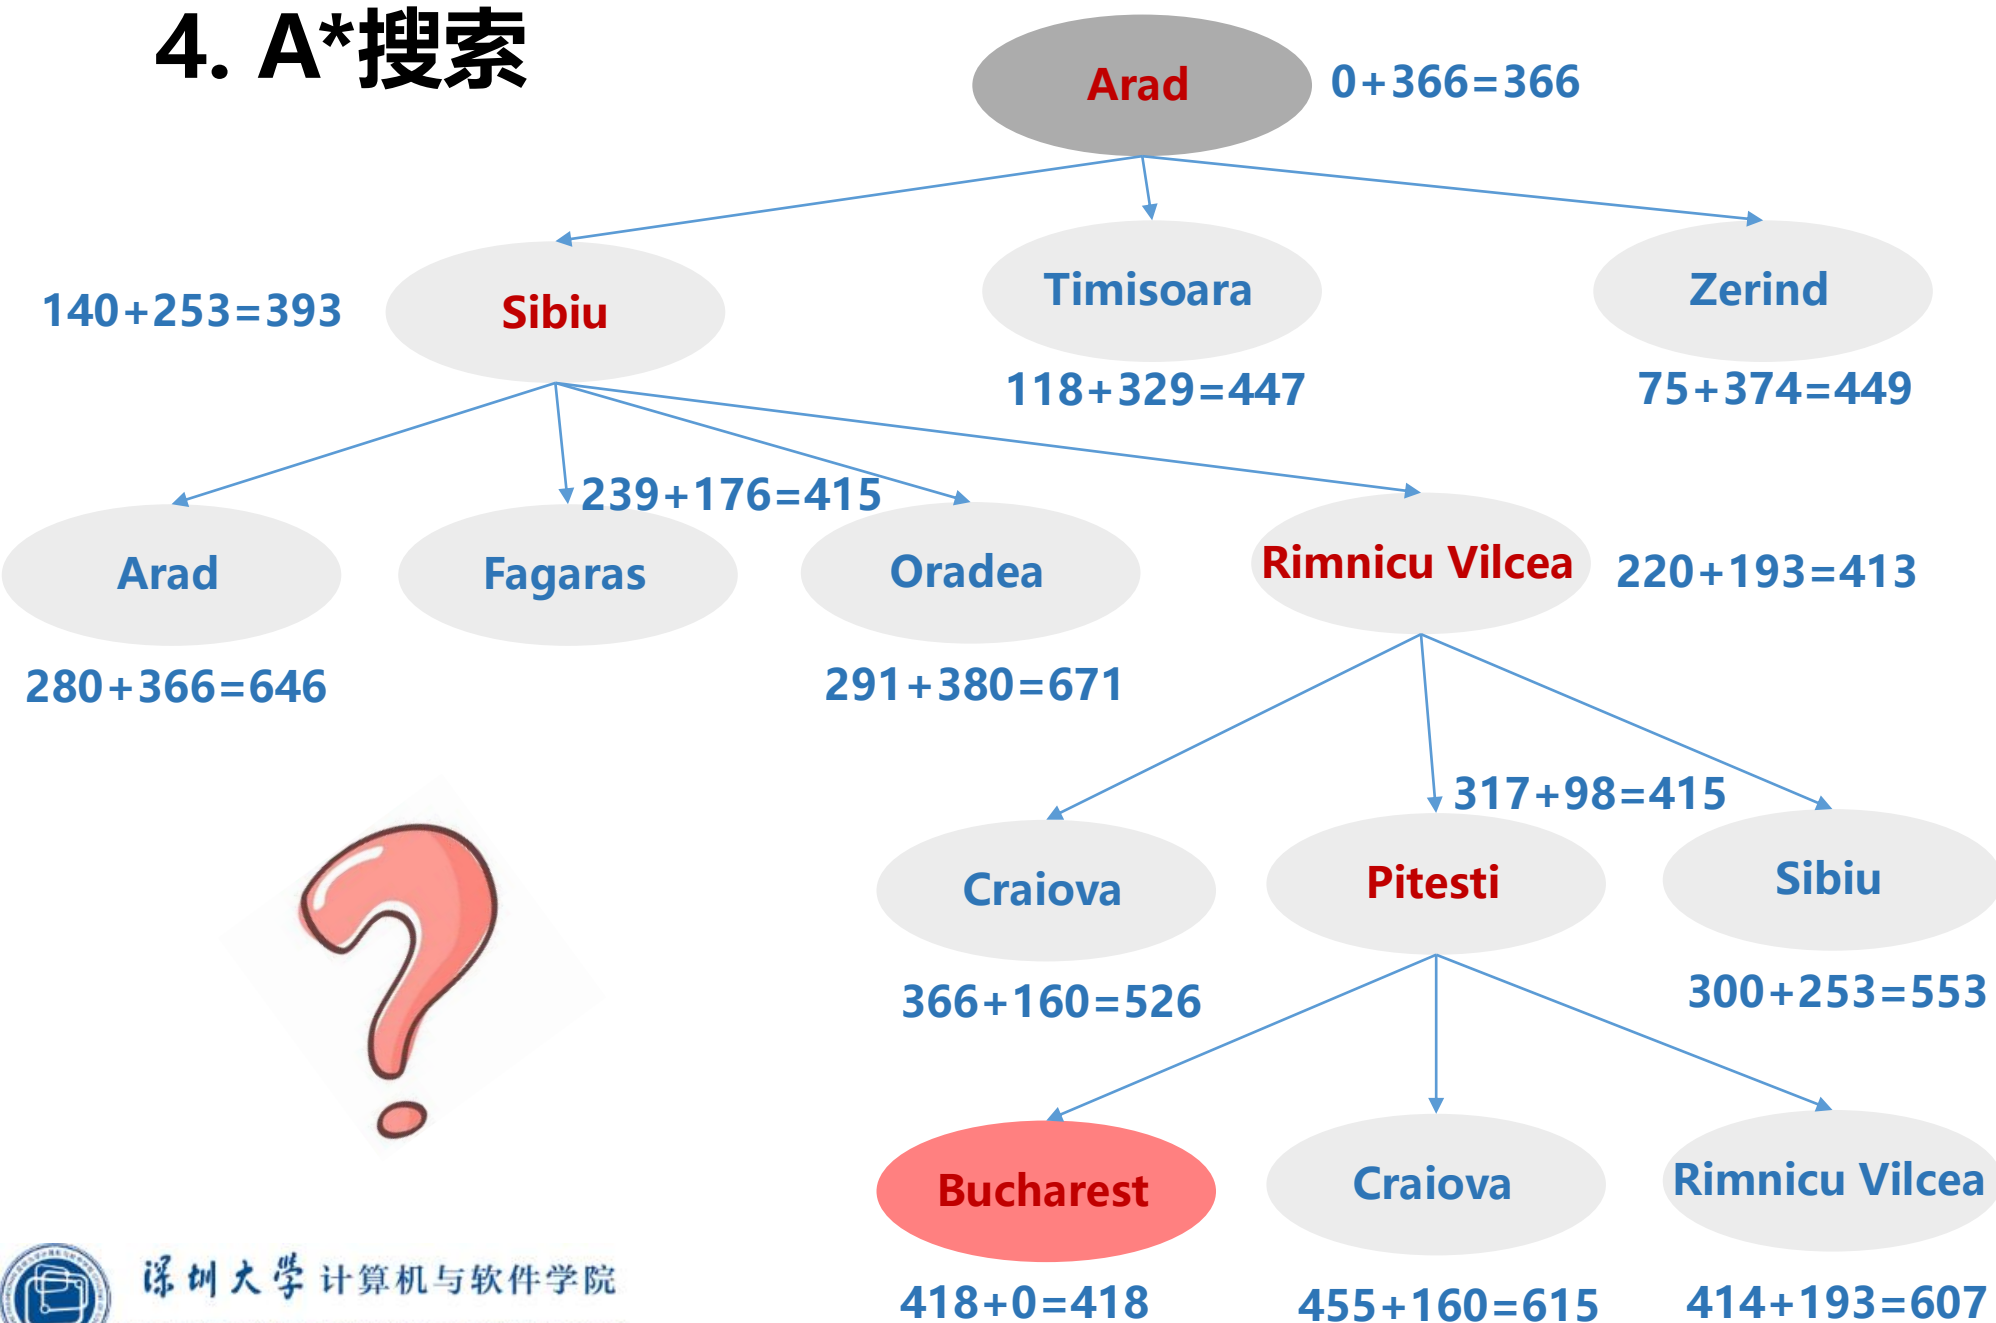 4. A*搜索
Arad
0+366=366
Sibiu
140+253=393
Timisoara
118+329=447
Zerind
75+374=449
Arad
280+366=646
Fagaras
239+176=415
Oradea
291+380=671
Rimnicu Vilcea
220+193=413
Craiova
366+160=526
Pitesti
317+98=415
Sibiu
300+253=553
Bucharest
418+0=418
Craiova
455+160=615
Rimnicu Vilcea
414+193=607
深圳大学 计算机与软件学院